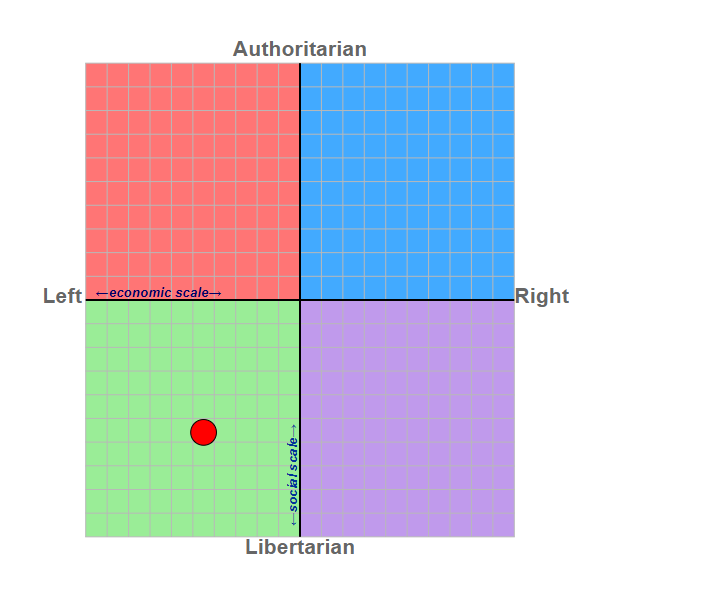 Authoritarian
Left
←economic scale→
Right
←social scale→
Libertarian